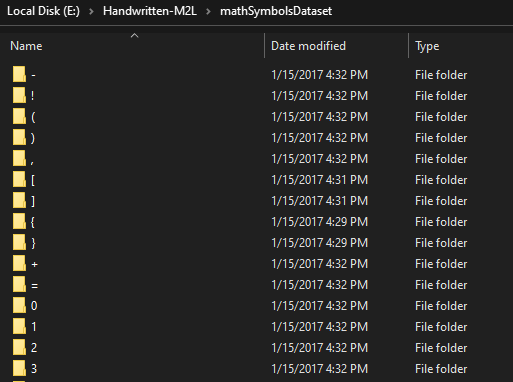 Local Disk (E:) > Handwritten-M2L > mathSymbolsDataset
Name Date modified Type
- 1/15/2017 4:32 PM File folder
! 1/15/2017 4:32 PM File folder
( 1/15/2017 4:32 PM File folder
) 1/15/2017 4:32 PM File folder
, 1/15/2017 4:32 PM File folder
[ 1/15/2017 4:31 PM File folder
] 1/15/2017 4:31 PM File folder
{ 1/15/2017 4:29 PM File folder
} 1/15/2017 4:29 PM File folder
+ 1/15/2017 4:32 PM File folder
= 1/15/2017 4:32 PM File folder
0 1/15/2017 4:32 PM File folder
1 1/15/2017 4:32 PM File folder
2 1/15/2017 4:32 PM File folder
3 1/15/2017 4:32 PM File folder